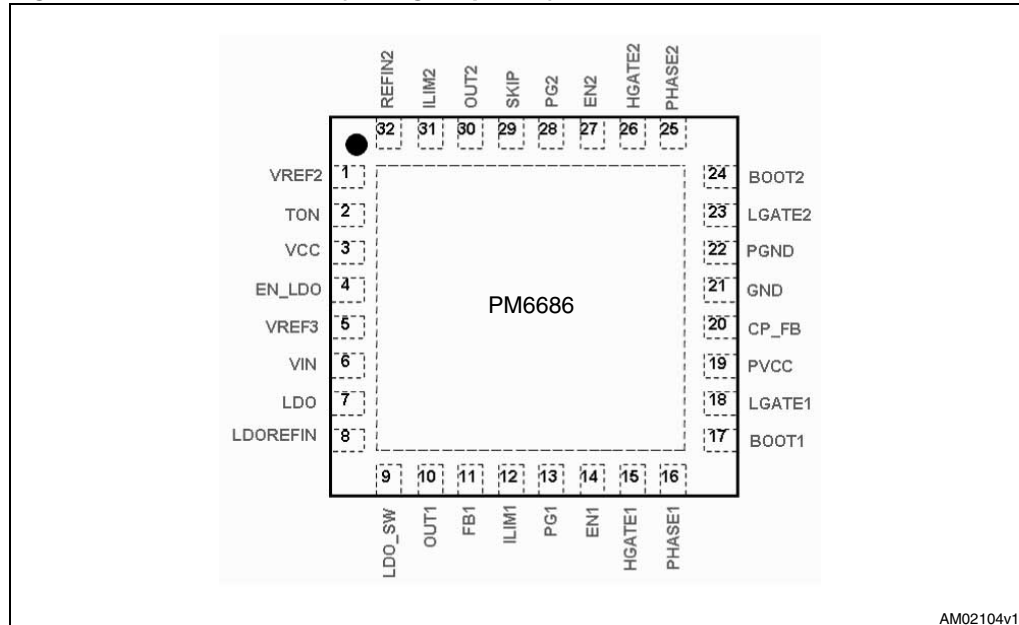 REFIN2
ILIM2
OUT2
SKIP
PG2
EN2
HGATE2
PHASE2
32 31 30 29 28 27 26 25
VREF2 1
TON 2
VCC 3
EN_LDO 4
VREF3 5
VIN 6
LDO 7
LDOREFIN 8
PM6686
24 BOOT2
23 LGATE2
22 PGND
21 GND
20 CP_FB
19 PVCC
18 LGATE1
17 BOOT1
9 10 11 12 13 14 15 16
LDO_SW
OUT1
FB1
ILIM1
PG1
EN1
HGATE1
PHASE1
AM02104v1